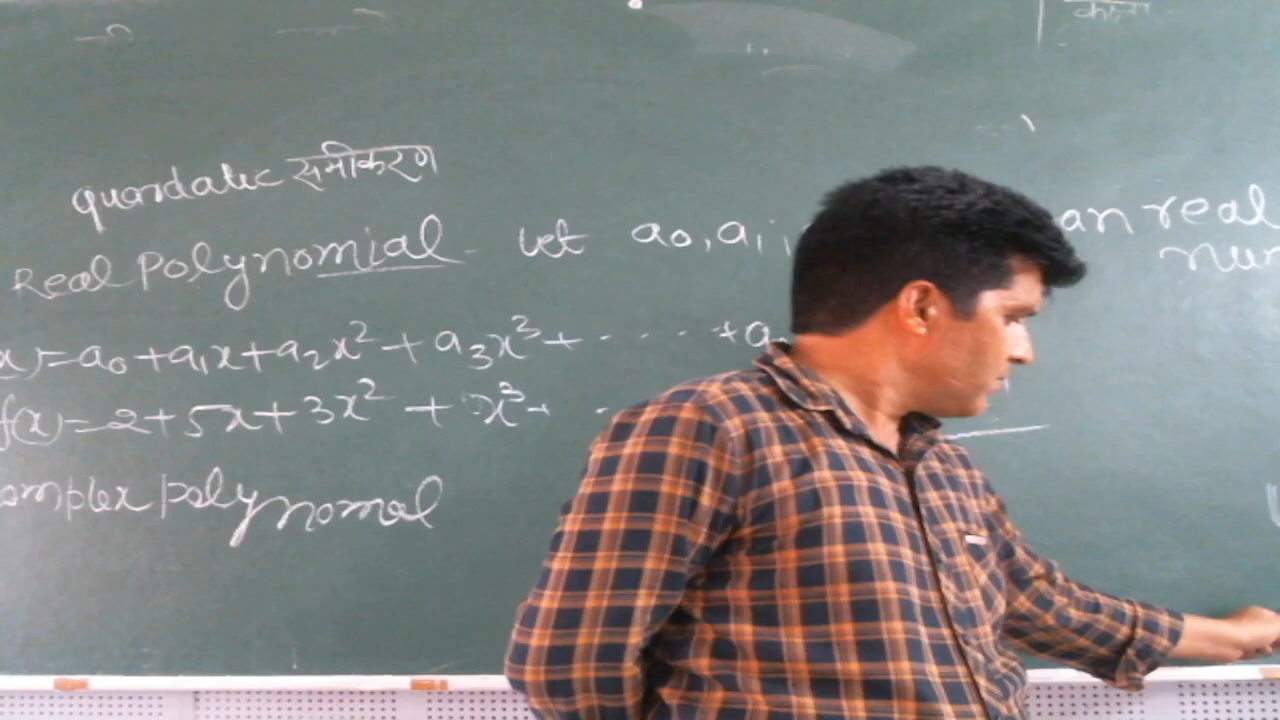 काल
quardatic समीकरण
Real Polynomial - Let a₀, a₁, an real
num
x)=a₀+a₁x+a₂x²+a₃x³+.....+a
f(x)=2+5x+3x²+2x³+ -
omplex polynomal